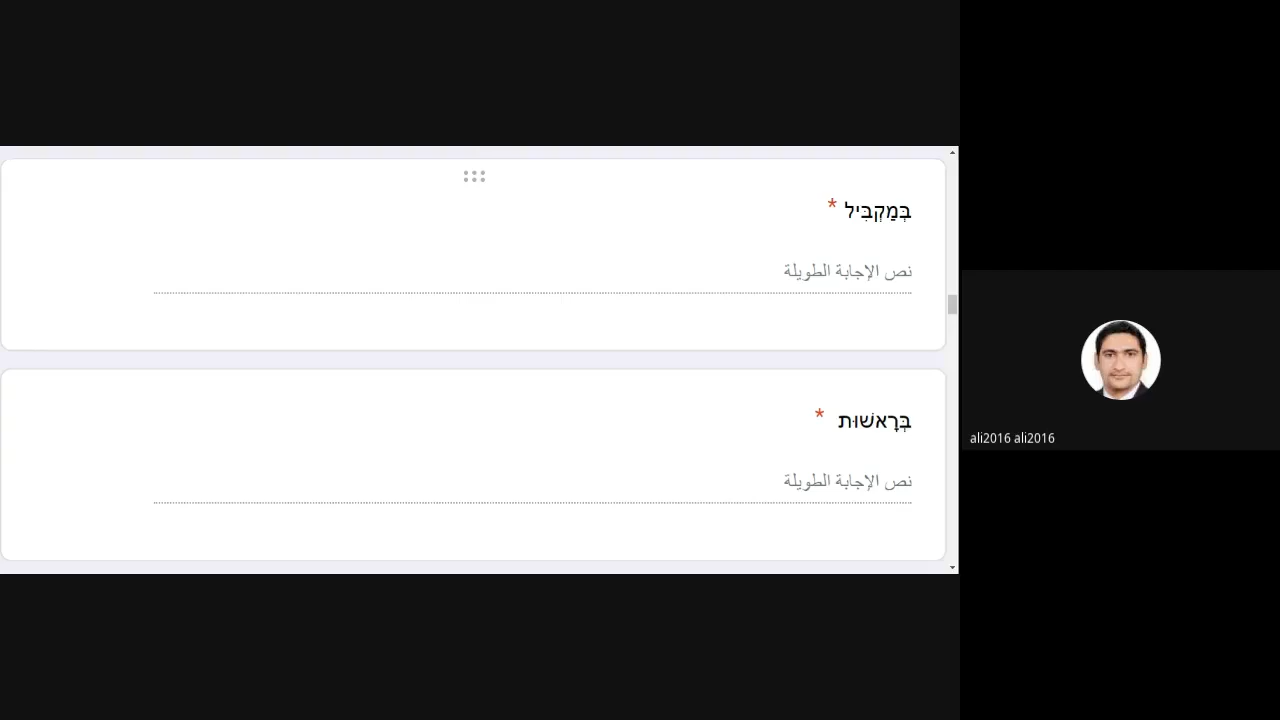 בְּמַקְבִּיל *
نص الإجابة الطويلة
בְּרָאשׁוּת *
نص الإجابة الطويلة
ali2016 ali2016